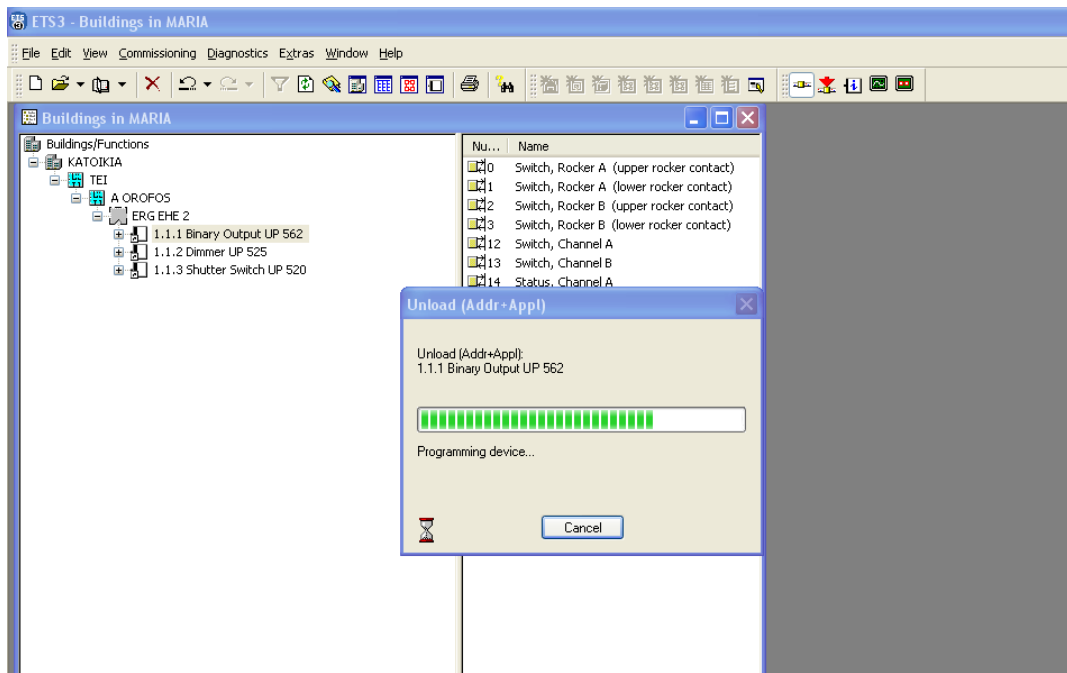 ETS3 - Buildings in MARIA
File Edit View Commissioning Diagnostics Extras Window Help
Buildings in MARIA
Buildings/Functions
KATOIKIA
TEI
A OROFOS
ERG EHE 2
1.1.1 Binary Output UP 562
1.1.2 Dimmer UP 525
1.1.3 Shutter Switch UP 520
Nu... Name
0 Switch, Rocker A (upper rocker contact)
1 Switch, Rocker A (lower rocker contact)
2 Switch, Rocker B (upper rocker contact)
3 Switch, Rocker B (lower rocker contact)
12 Switch, Channel A
13 Switch, Channel B
14 Status, Channel A
Unload (Addr+Appl)
Unload (Addr+Appl):
1.1.1 Binary Output UP 562
Programming device...
Cancel